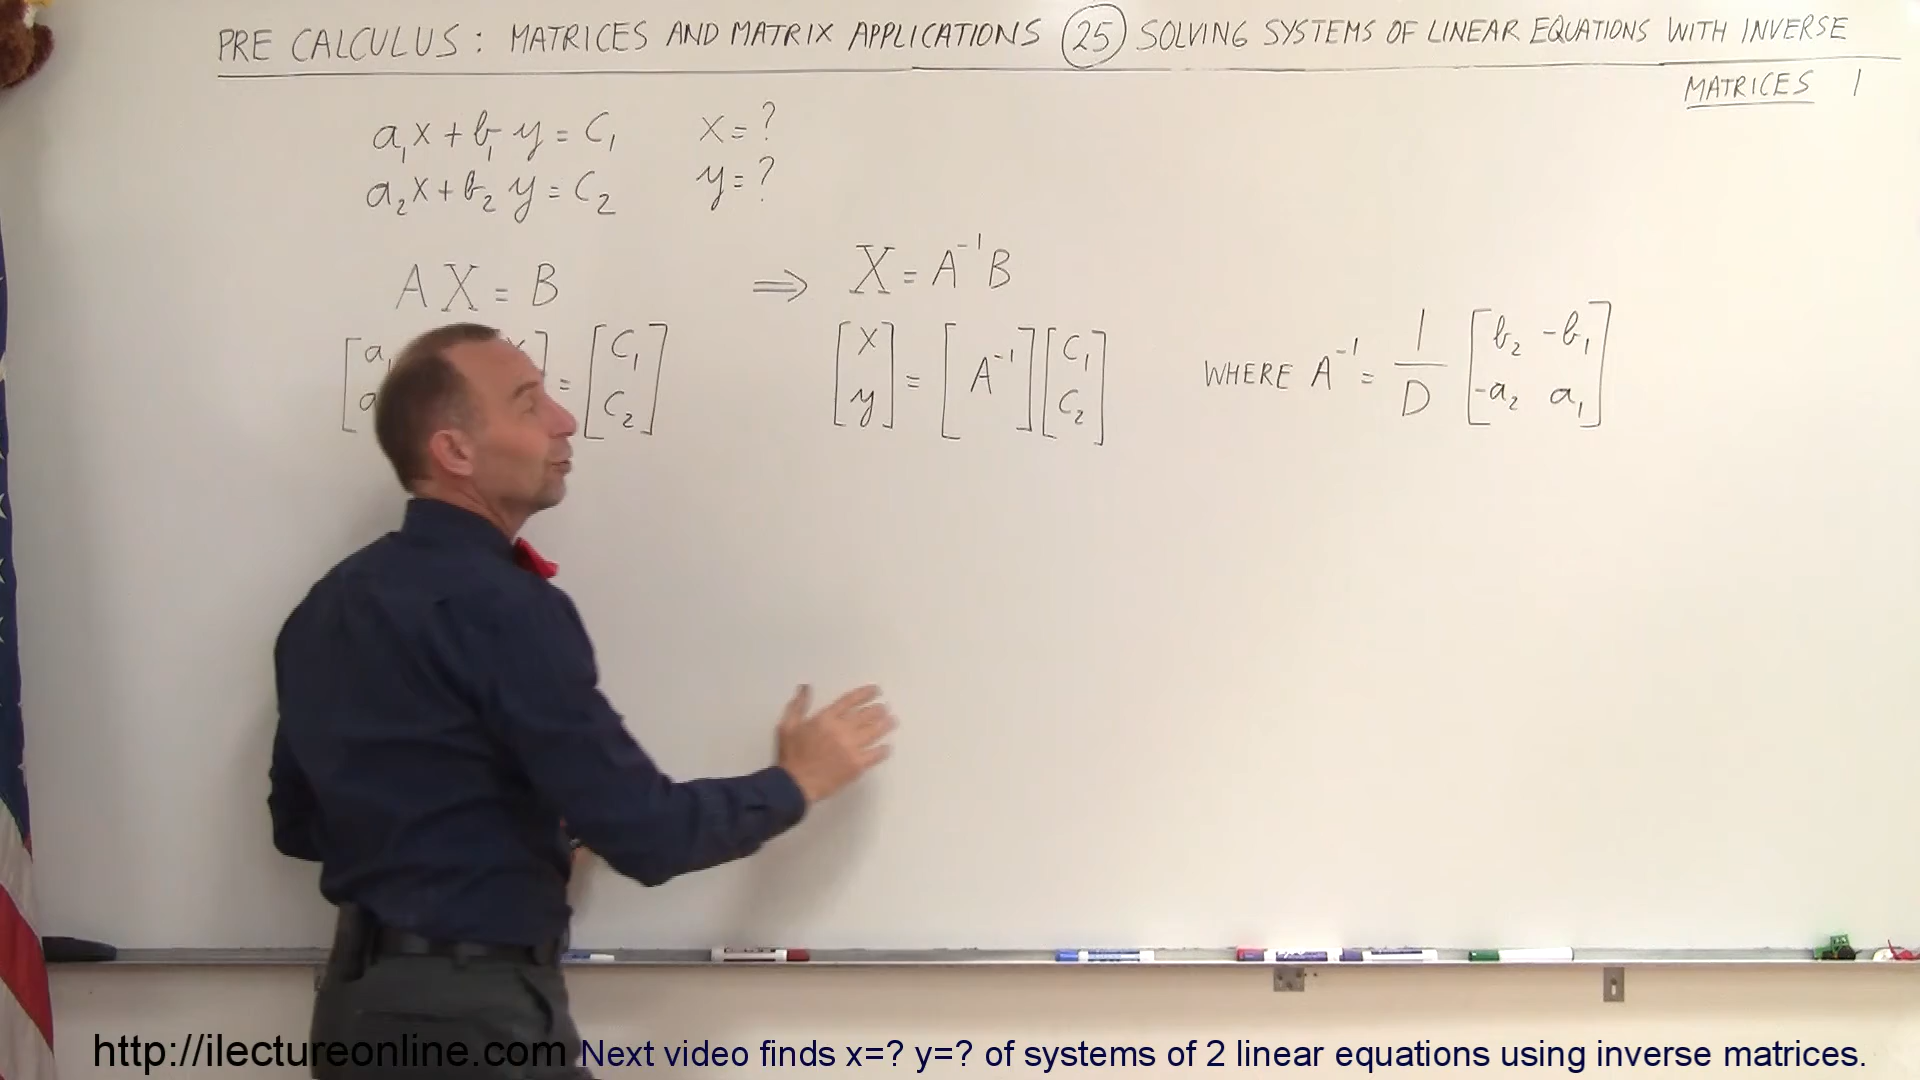 PRE CALCULUS: MATRICES AND MATRIX APPLICATIONS 25 SOLVING SYSTEMS OF LINEAR EQUATIONS WITH INVERSE
MATRICES 1
a₁x + b₁y = C₁ x = ?
a₂x + b₂y = C₂ y = ?
A X = B ⇒ X = A⁻¹B
[a₁ = [C₁ C₂] [x y] = [A⁻¹] [C₁ C₂] WHERE A⁻¹ = 1/D [b₂ -b₁ -a₂ a₁]
http://ilectureonline.com Next video finds x=? y=? of systems of 2 linear equations using inverse matrices.